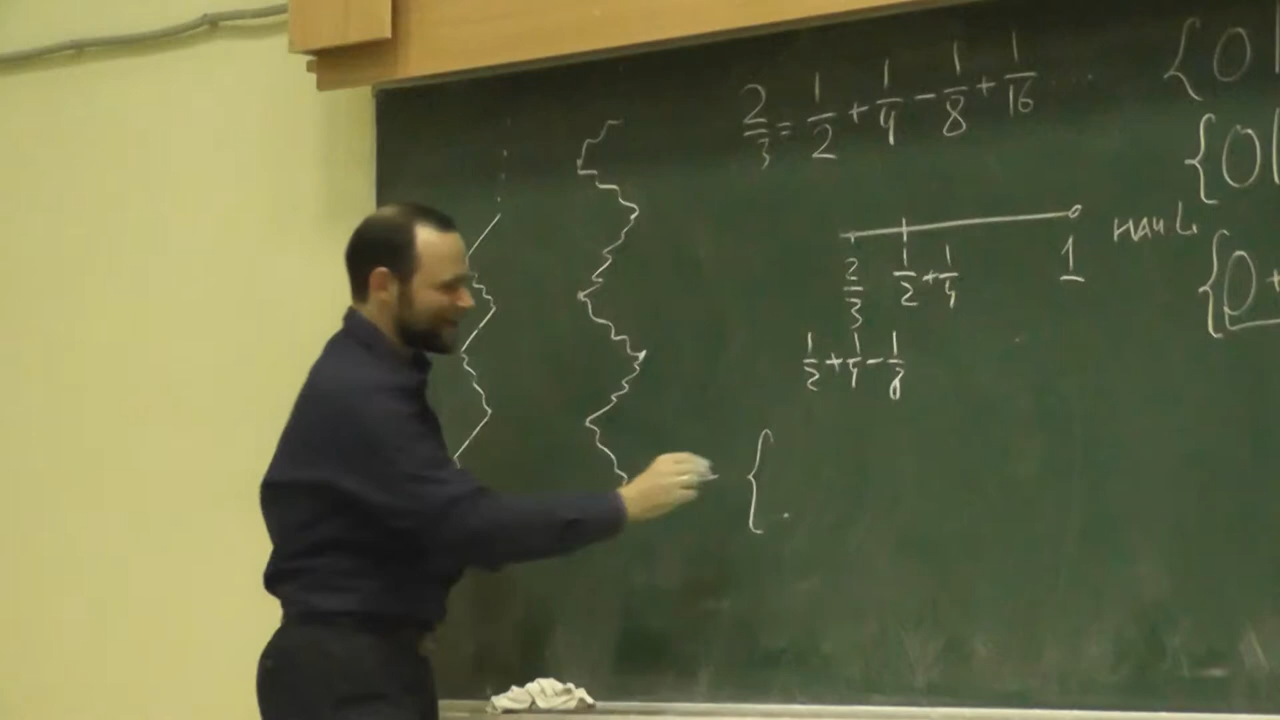 2/3 = 1/2 + 1/4 - 1/8 + 1/16 ....
{0|
{0|
нач
{0+
2/3 1/2 + 1/4 1
1/2 + 1/4 - 1/8
{